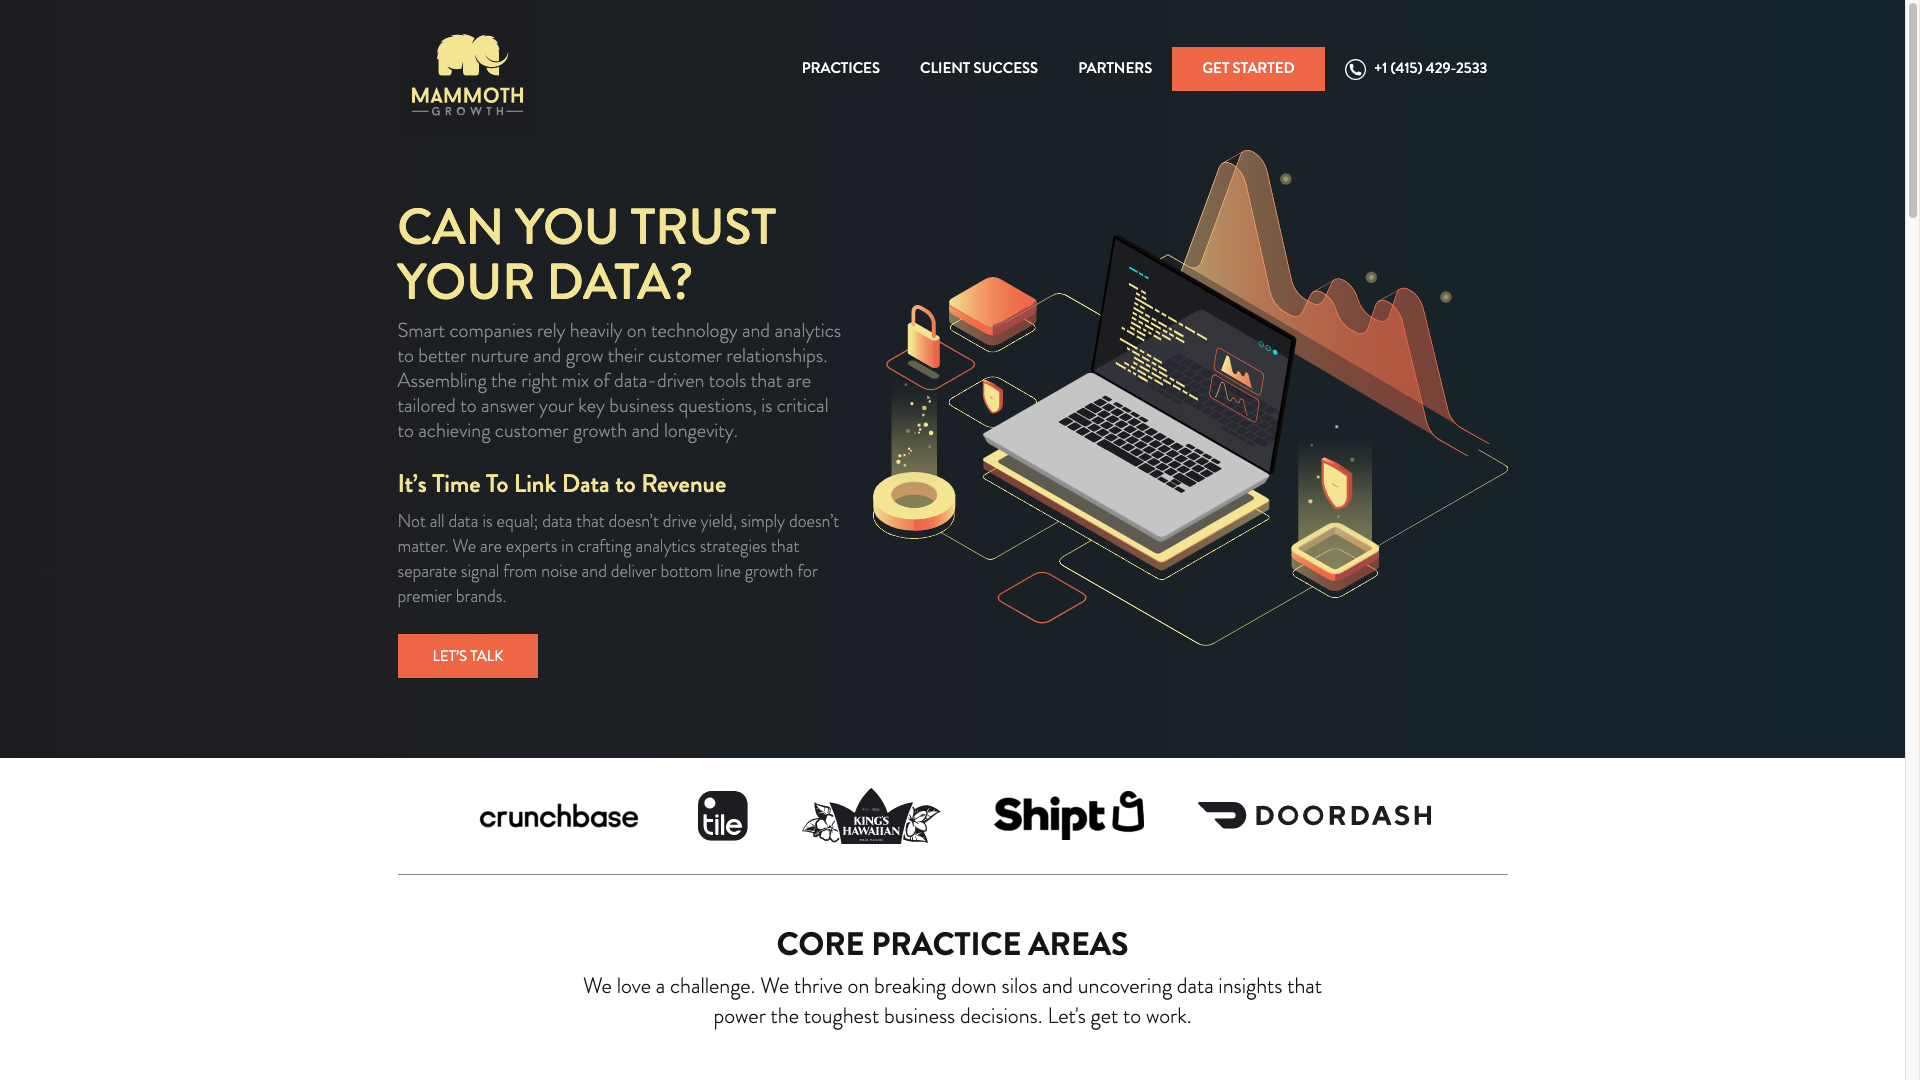 MAMMOTH
GROWTH
PRACTICES
CLIENT SUCCESS
PARTNERS
GET STARTED
+1 (415) 429-2533
CAN YOU TRUST
YOUR DATA?
Smart companies rely heavily on technology and analytics
to better nurture and grow their customer relationships.
Assembling the right mix of data-driven tools that are
tailored to answer your key business questions, is critical
to achieving customer growth and longevity.
It’s Time To Link Data to Revenue
Not all data is equal; data that doesn’t drive yield, simply doesn’t
matter. We are experts in crafting analytics strategies that
separate signal from noise and deliver bottom line growth for
premier brands.
LET’S TALK
crunchbase
tile
KING'S
HAWAIIAN
Shipt
DOORDASH
CORE PRACTICE AREAS
We love a challenge. We thrive on breaking down silos and uncovering data insights that
power the toughest business decisions. Let's get to work.